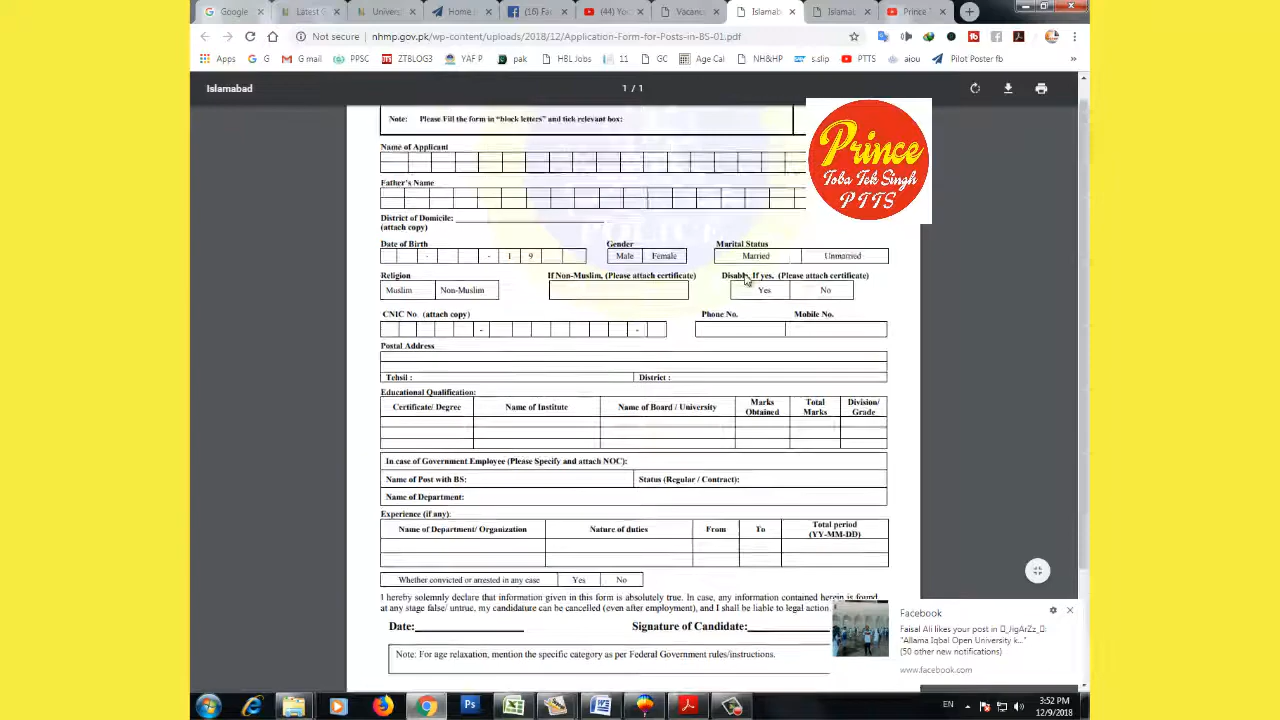 Google
Latest G
Univers
Home
(16) Fac
(44) You
Vacanc
Islamab
Islamab
Prince T
Not secure
nhmp.gov.pk/wp-content/uploads/2018/12/Application-Form-for-Posts-in-BS-01.pdf
Apps G G mail PPSC ZTBLOG3 YAF P pak HBL Jobs 11 GC Age Cal NH&HP s.slip PTTS aiou Pilot Poster fb »
Islamabad
1 / 1
Note: Please Fill the form in “block letters” and tick relevant box:
Prince
Toba Tek Singh
PTTS
Name of Applicant
Father’s Name
POLICE
District of Domicile:
(attach copy)
Date of Birth Gender Marital Status
- - 1 9 Male Female Married Unmarried
Religion If Non-Muslim, (Please attach certificate) Disable, If yes, (Please attach certificate)
Muslim Non-Muslim Yes No
CNIC No (attach copy) Phone No. Mobile No.
- -
Postal Address
Tehsil : District :
Educational Qualification:
Certificate/ Degree Name of Institute Name of Board / University Marks Obtained Total Marks Division/ Grade
In case of Government Employee (Please Specify and attach NOC):
Name of Post with BS: Status (Regular / Contract):
Name of Department:
Experience (if any):
Name of Department/ Organization Nature of duties From To Total period (YY-MM-DD)
Whether convicted or arrested in any case Yes No
I hereby solemnly declare that information given in this form is absolutely true. In case, any information contained herein is found
at any stage false/ untrue, my candidature can be cancelled (even after employment), and I shall be liable to legal action
Date: Signature of Candidate:
Note: For age relaxation, mention the specific category as per Federal Government rules/instructions.
Facebook
Faisal Ali likes your post in _JigArZz_:
"Allama Iqbal Open University k..."
(50 other new notifications)
www.facebook.com
EN
3:52 PM
12/9/2018